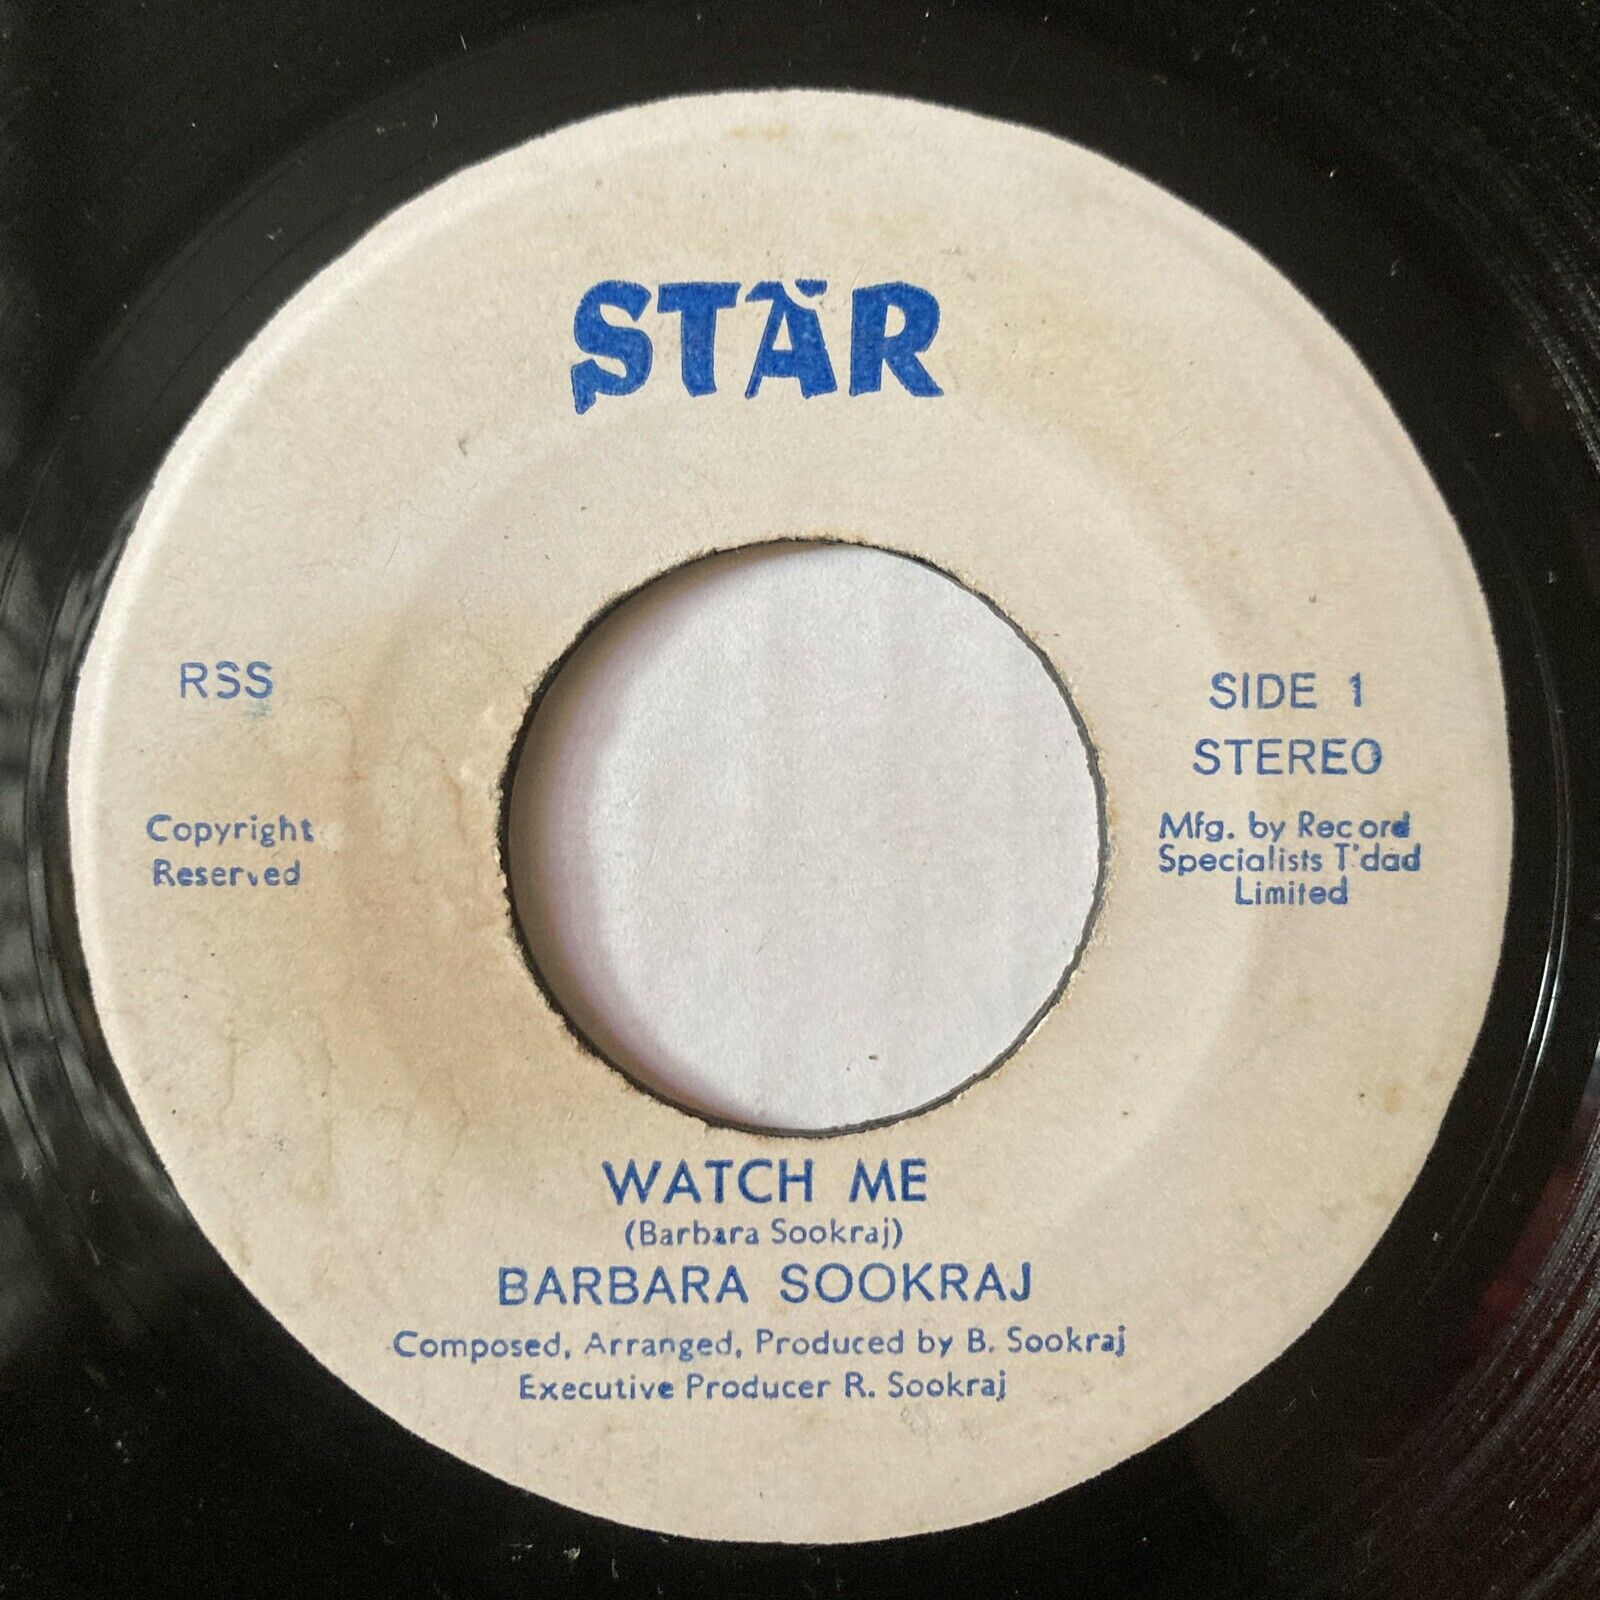 STAR
RSS
Copyright
Reserved
SIDE 1
STEREO
Mfg. by Record
Specialists T'dad
Limited
WATCH ME
(Barbara Sookraj)
BARBARA SOOKRAJ
Composed, Arranged, Produced by B. Sookraj
Executive Producer R. Sookraj